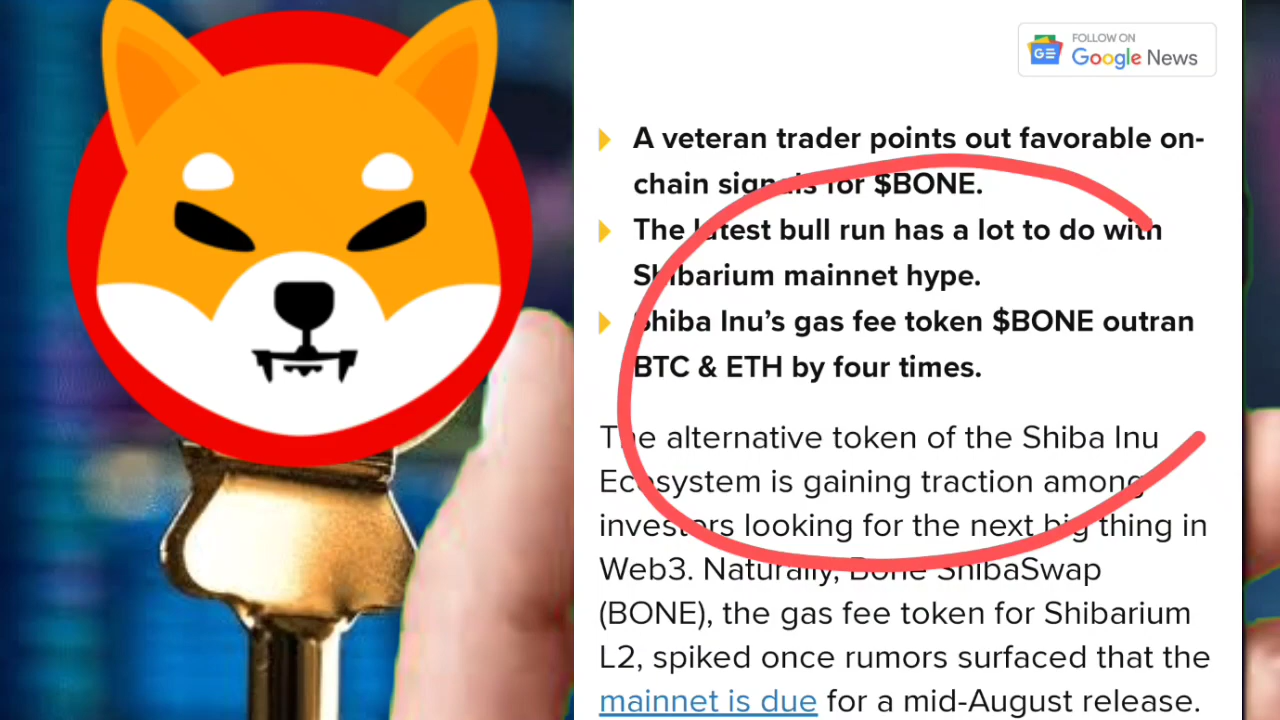 FOLLOW ON
GE Google News
A veteran trader points out favorable on-
chain signals for $BONE.
The latest bull run has a lot to do with
Shibarium mainnet hype.
Shiba Inu’s gas fee token $BONE outran
BTC & ETH by four times.
The alternative token of the Shiba Inu
Ecosystem is gaining traction among
investors looking for the next big thing in
Web3. Naturally, Bone ShibaSwap
(BONE), the gas fee token for Shibarium
L2, spiked once rumors surfaced that the
mainnet is due for a mid-August release.